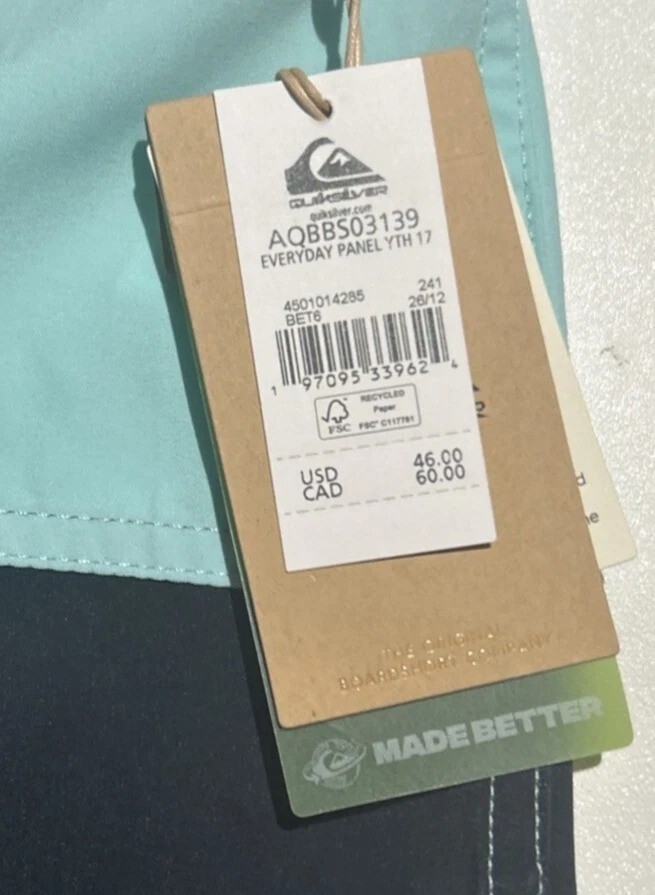 QUIKSILVER
quiksilver.com
AQBBS03139
EVERYDAY PANEL YTH 17
4501014285 241
BET6 26/12
1 97095 33962 4
RECYCLED
Paper
FSC FSC® C117791
USD 46.00
CAD 60.00
d
e
THE ORIGINAL
BOARDSHORT COMPANY
MADE BETTER